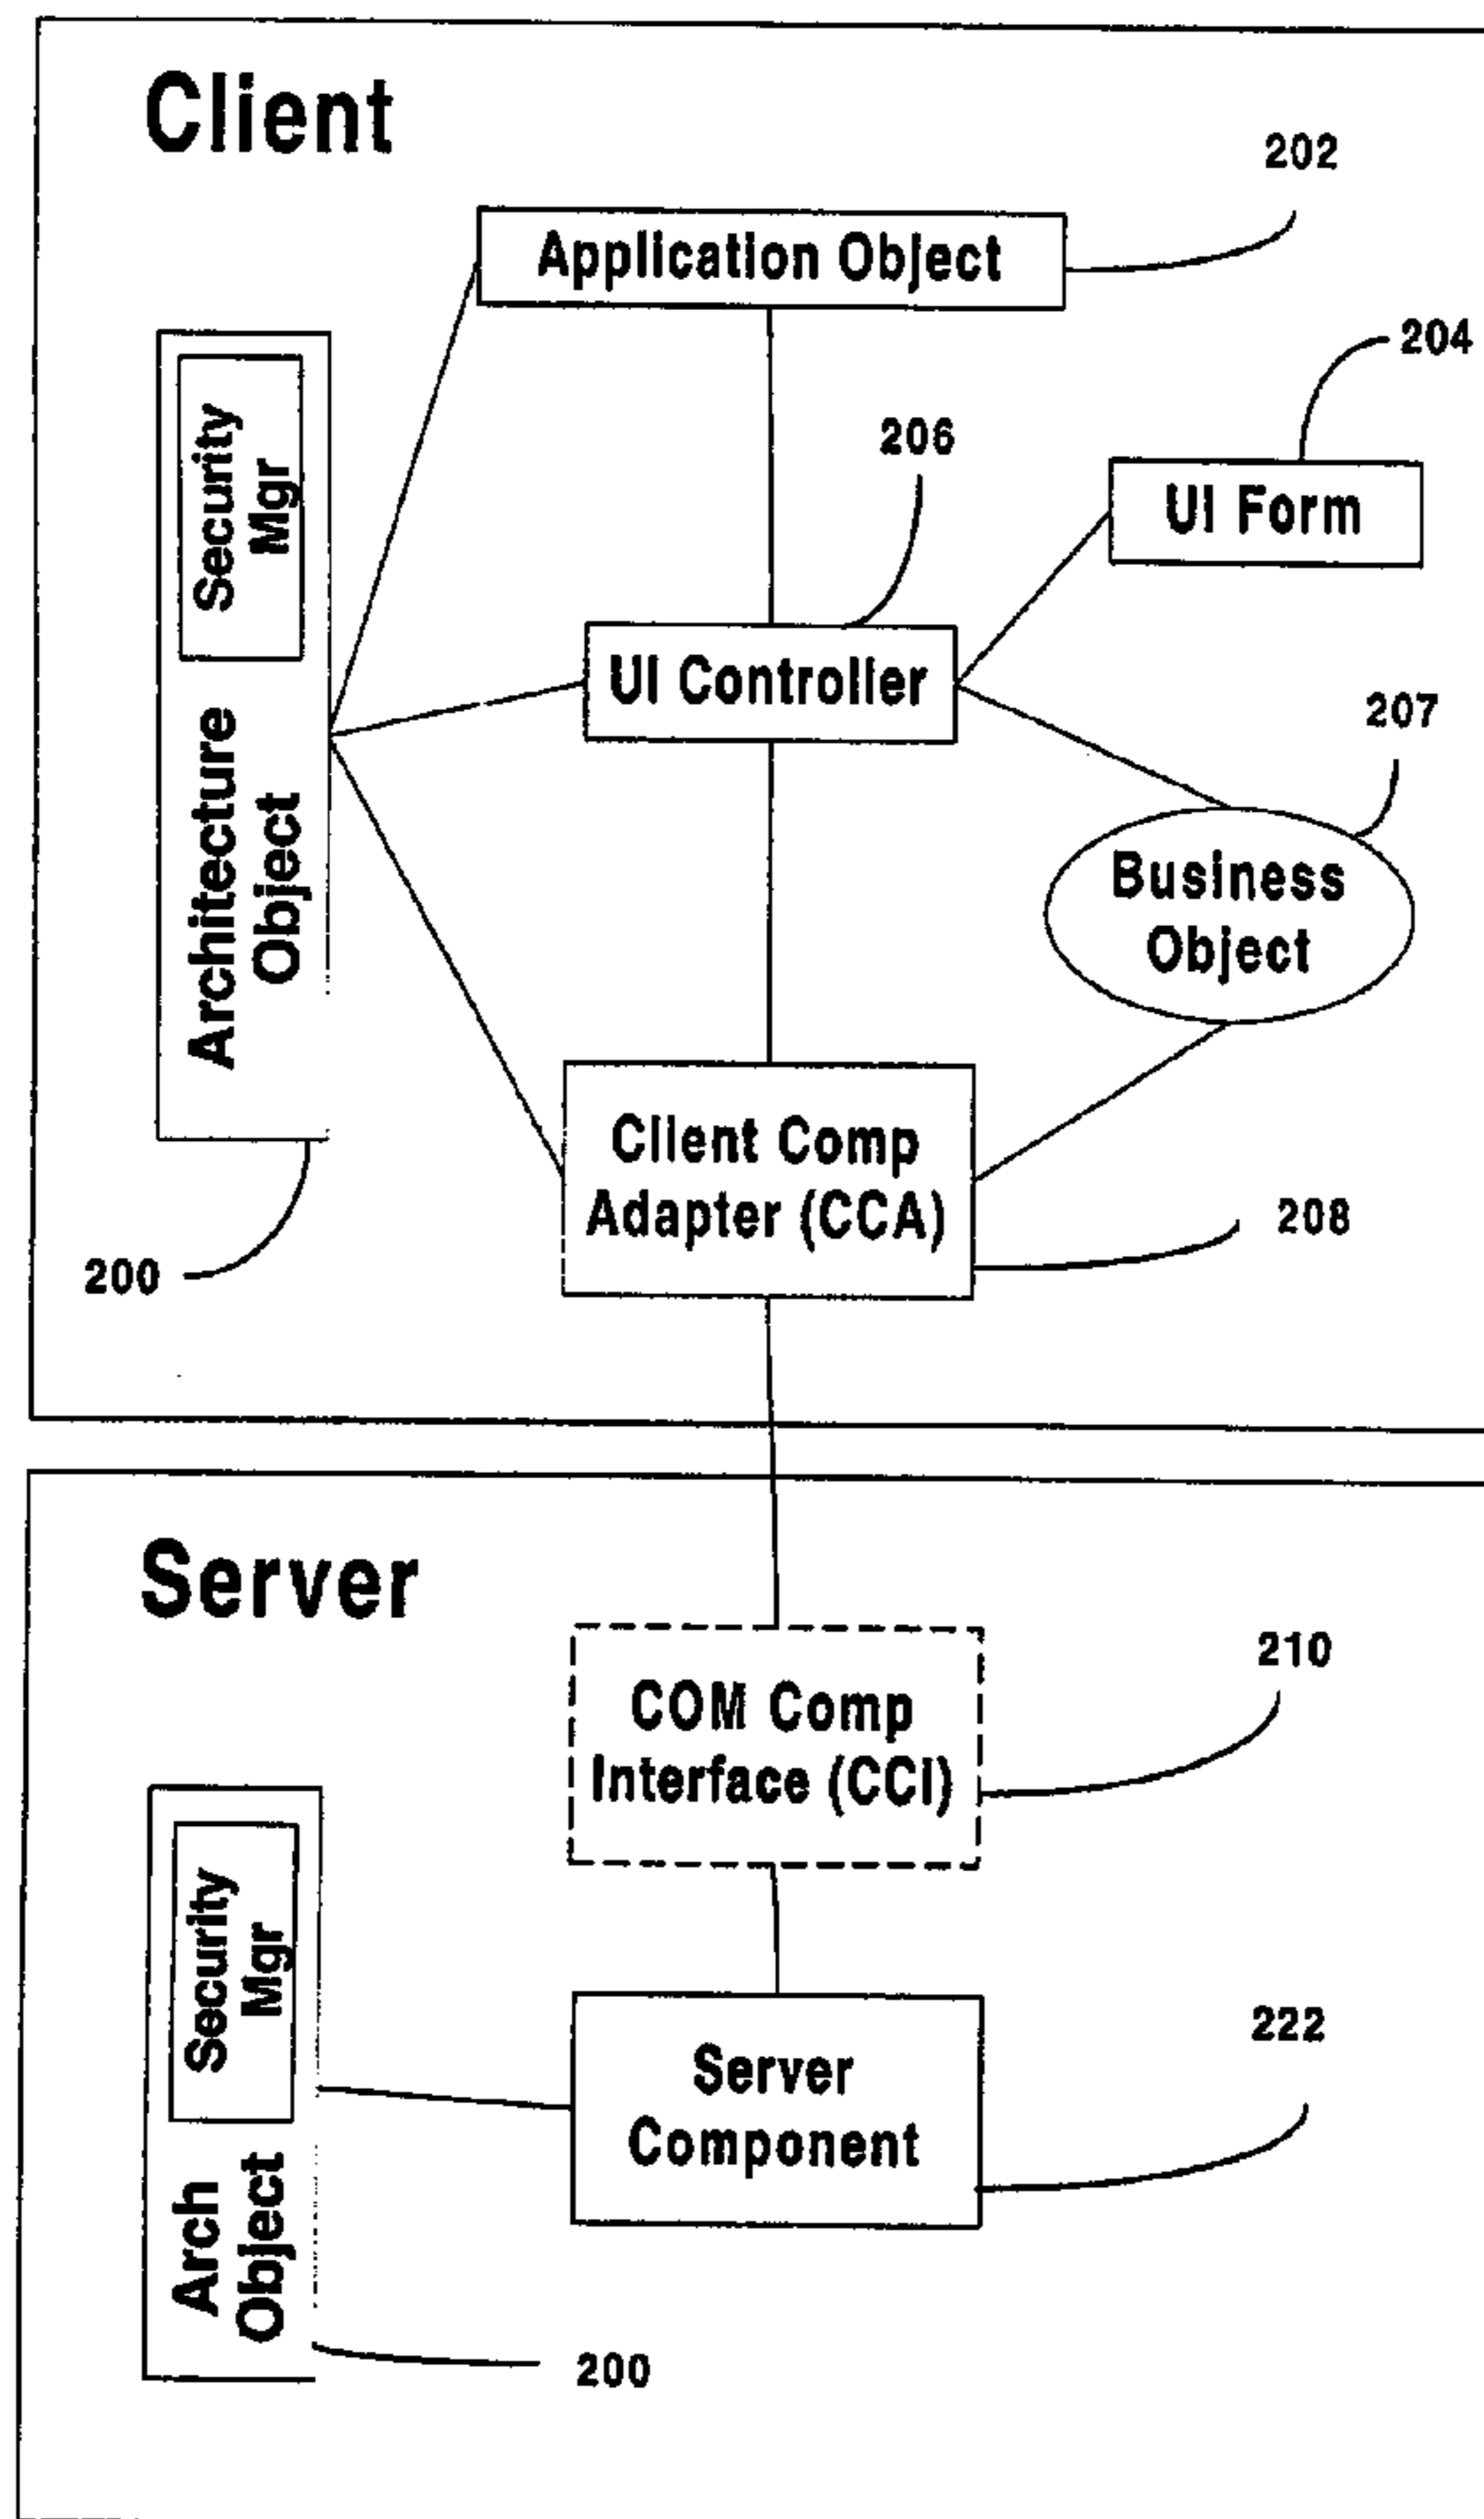 Client
202
Application Object
204
206
UI Form
Security
Mgr
UI Controller
207
Architecture
Object
Business
Object
Client Comp
Adapter (CCA)
208
200
Server
210
COM Comp
Interface (CCI)
Security
Mgr
222
Server
Component
Arch
Object
200